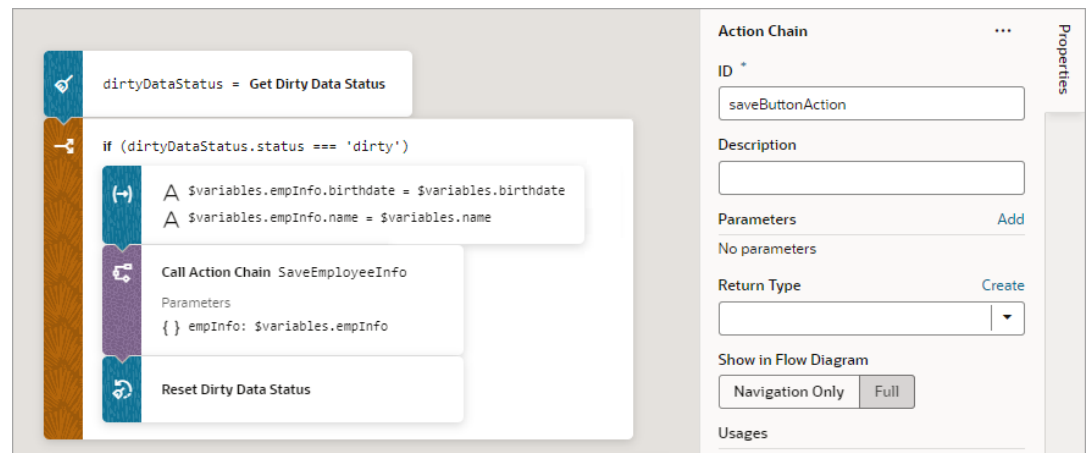 dirtyDataStatus = Get Dirty Data Status
if (dirtyDataStatus.status === 'dirty')
A $variables.empInfo.birthdate = $variables.birthdate
A $variables.empInfo.name = $variables.name
Call Action Chain SaveEmployeeInfo
Parameters
{ } empInfo: $variables.empInfo
Reset Dirty Data Status
Action Chain
ID *
saveButtonAction
Description
Parameters Add
No parameters
Return Type Create
Show in Flow Diagram
Navigation Only Full
Usages
Properties